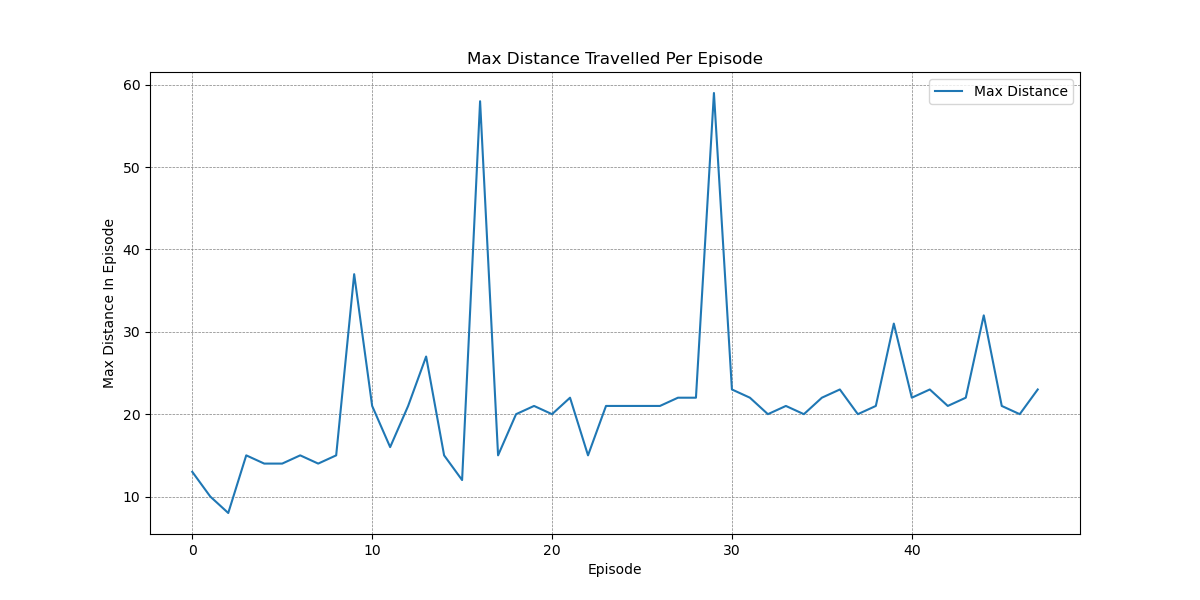 Max Distance Travelled Per Episode
Max Distance
Max Distance In Episode
60
50
40
30
20
10
0 10 20 30 40
Episode